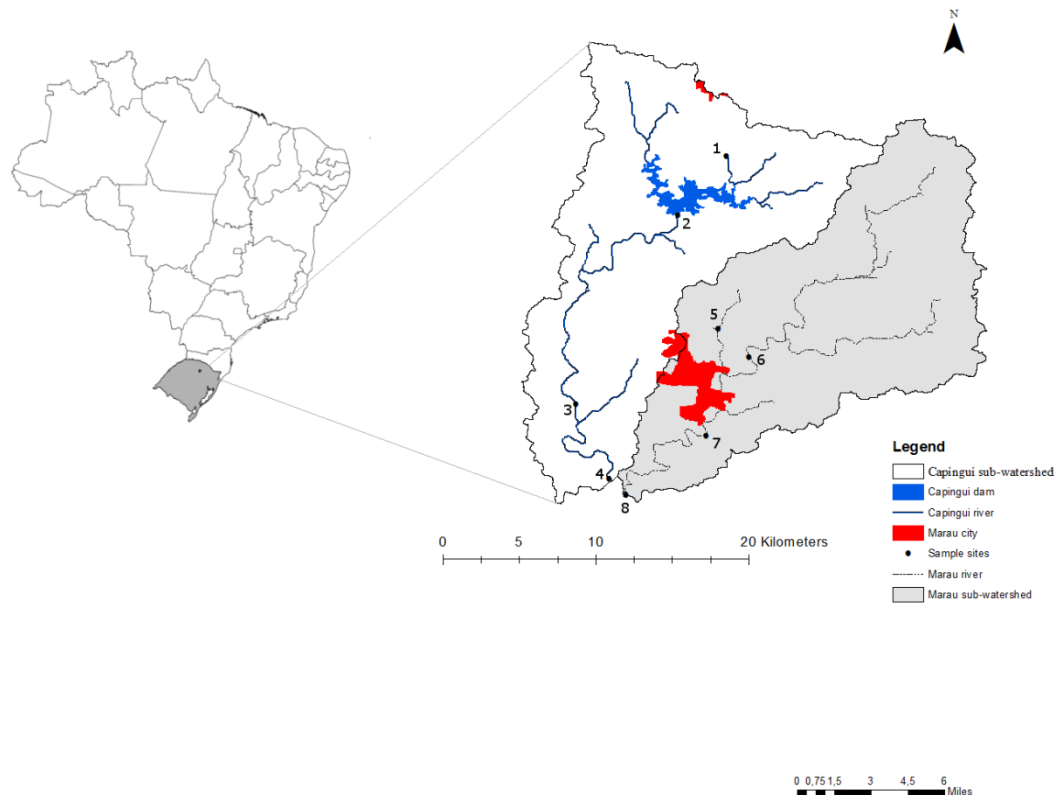 N
1
2
5
6
3
7
4
8
Legend
Capingui sub-watershed
Capingui dam
Capingui river
Marau city
Sample sites
Marau river
Marau sub-watershed
0 5 10 20 Kilometers
0 0,75 1,5 3 4,5 6
Miles